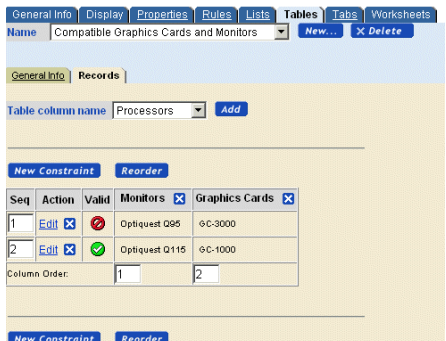 General Info Display Properties Rules Lists Tables Tabs Worksheets
Name Compatible Graphics Cards and Monitors New... X Delete
General Info Records
Table column name Processors Add
New Constraint Reorder
Seq Action Valid Monitors X Graphics Cards X
1 Edit X Optiquest Q95 GC-3000
2 Edit X Optiquest Q115 GC-1000
Column Order: 1 2
New Constraint Reorder